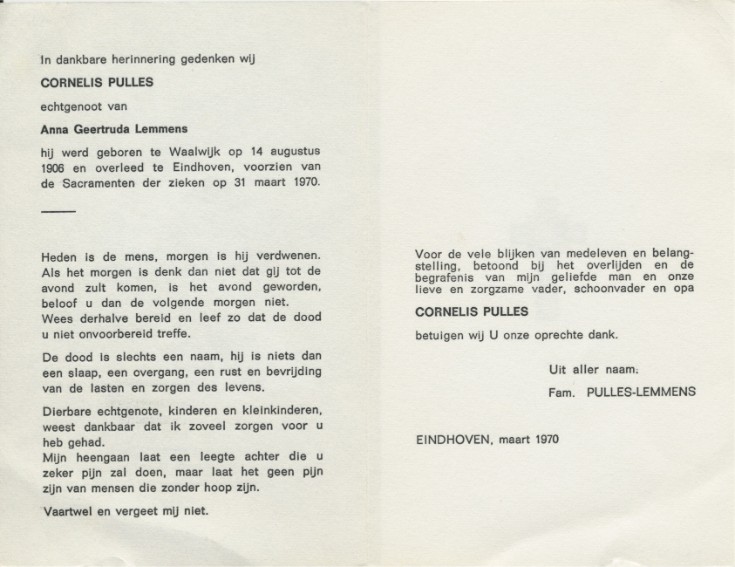 In dankbare herinnering gedenken wij
CORNELIS PULLES
echtgenoot van
Anna Geertruda Lemmens
hij werd geboren te Waalwijk op 14 augustus
1906 en overleed te Eindhoven, voorzien van
de Sacramenten der zieken op 31 maart 1970.
Heden is de mens, morgen is hij verdwenen.
Als het morgen is denk dan niet dat gij tot de
avond zult komen, is het avond geworden,
beloof u dan de volgende morgen niet.
Wees derhalve bereid en leef zo dat de dood
u niet onvoorbereid treffe.
De dood is slechts een naam, hij is niets dan
een slaap, een overgang, een rust en bevrijding
van de lasten en zorgen des levens.
Dierbare echtgenote, kinderen en kleinkinderen,
weest dankbaar dat ik zoveel zorgen voor u
heb gehad.
Mijn heengaan laat een leegte achter die u
zeker pijn zal doen, maar laat het geen pijn
zijn van mensen die zonder hoop zijn.
Vaartwel en vergeet mij niet.
Voor de vele blijken van medeleven en belang-
stelling, betoond bij het overlijden en de
begrafenis van mijn geliefde man en onze
lieve en zorgzame vader, schoonvader en opa
CORNELIS PULLES
betuigen wij U onze oprechte dank.
Uit aller naam:
Fam. PULLES-LEMMENS
EINDHOVEN, maart 1970